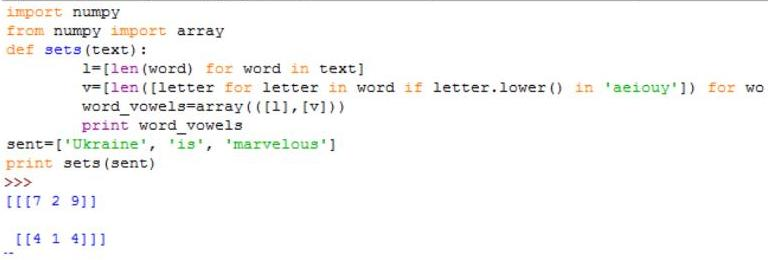 import numpy
from numpy import array
def sets(text):
        l=[len(word) for word in text]
        v=[len([letter for letter in word if letter.lower() in 'aeiouy']) for wo
        word_vowels=array(([l],[v]))
        print word_vowels
sent=['Ukraine', 'is', 'marvelous']
print sets(sent)
>>>
[[[7 2 9]]

 [[4 1 4]]]